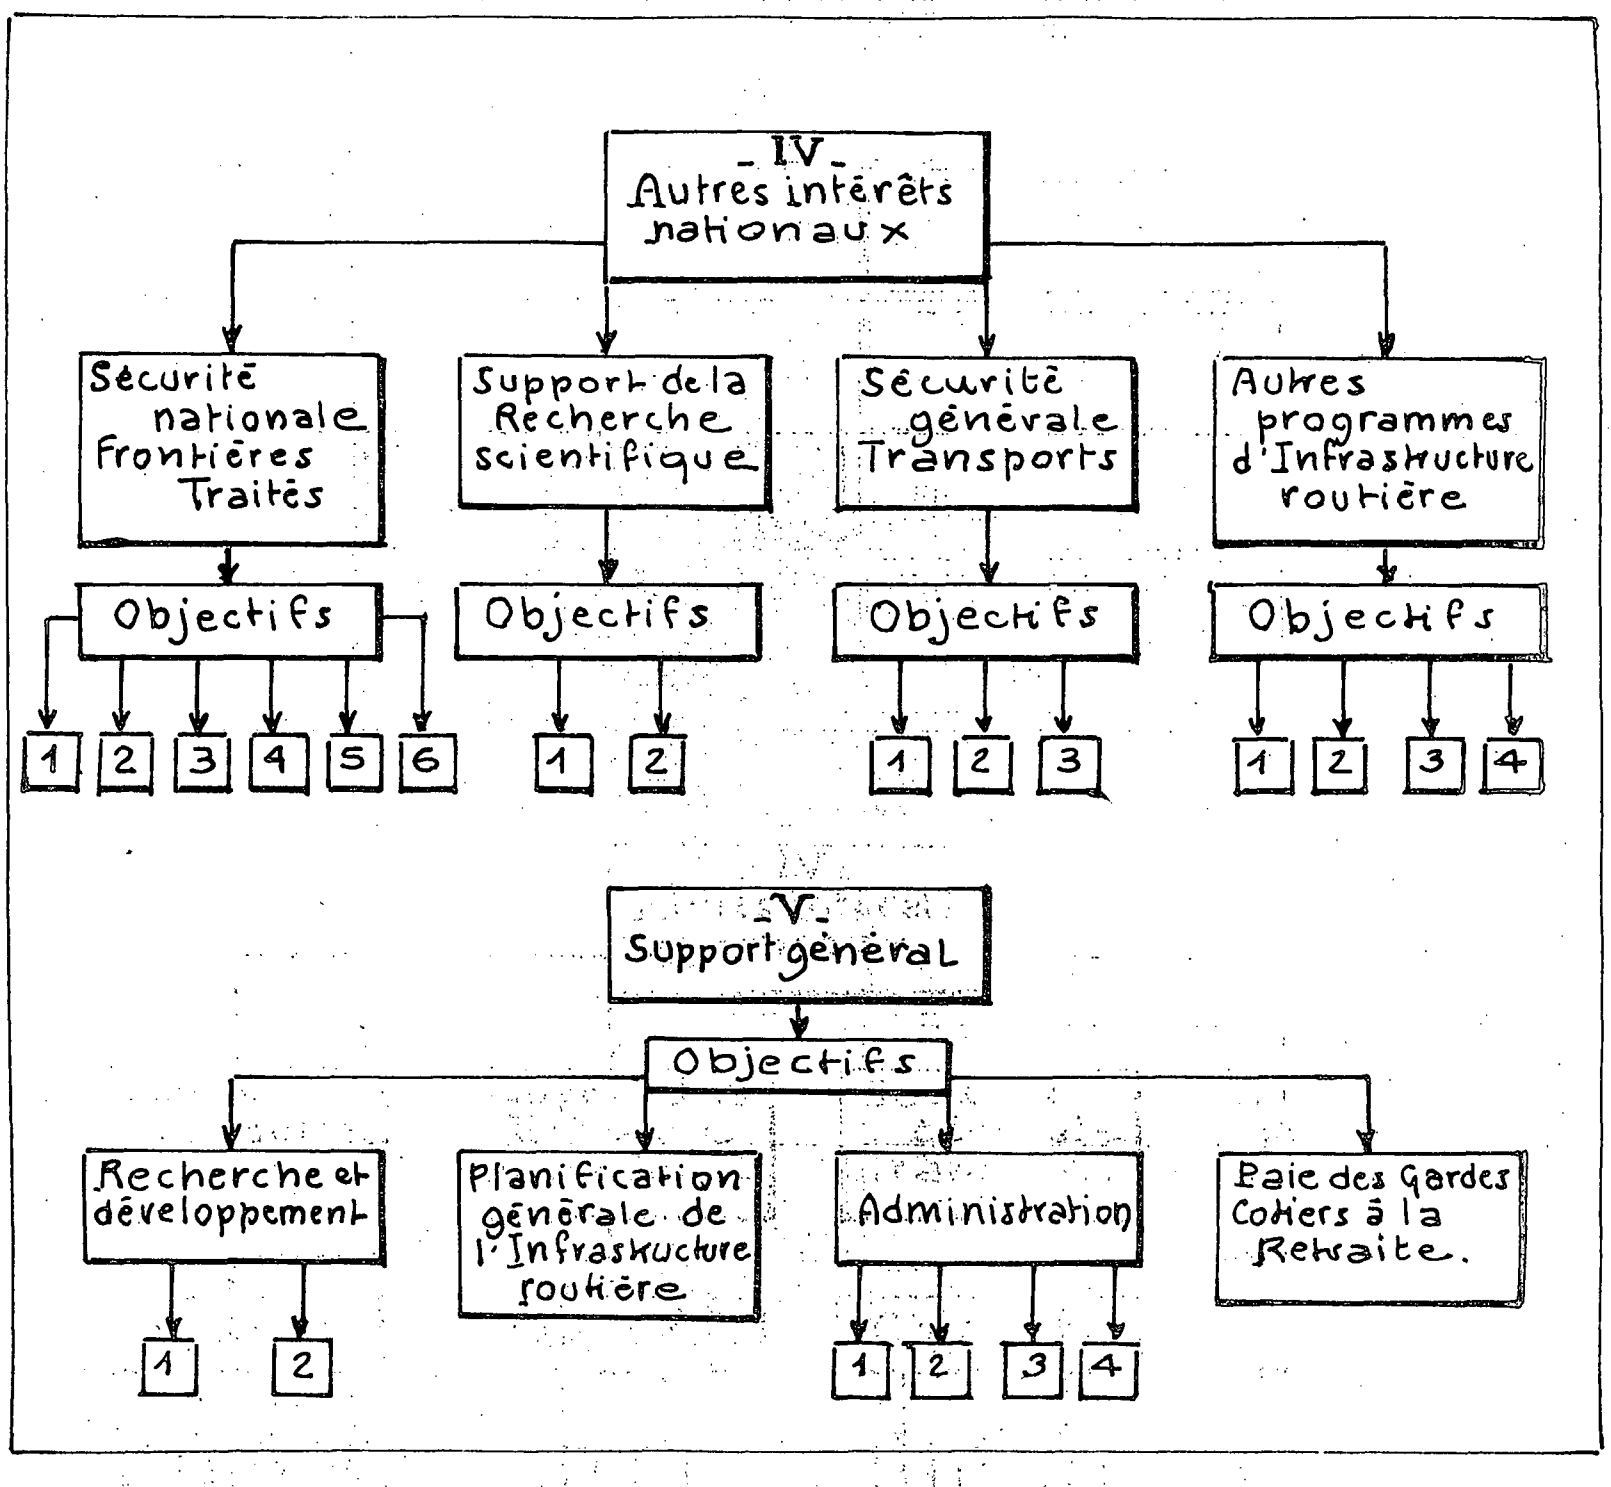 - IV -
Autres intérêts
nationaux
Sécurité
nationale
Frontières
Traités
Support de la
Recherche
scientifique
Sécurité
générale
Transports
Autres
programmes
d'Infrastructure
routière
Objectifs
Objectifs
Objectifs
Objectifs
1 2 3 4 5 6
1 2
1 2 3
1 2 3 4
- V -
Support général
Objectifs
Recherche et
développement
Planification
générale de
l'Infrastructure
routière
Administration
Paie des Gardes
Cotiers à la
Retraite.
1 2
1 2 3 4